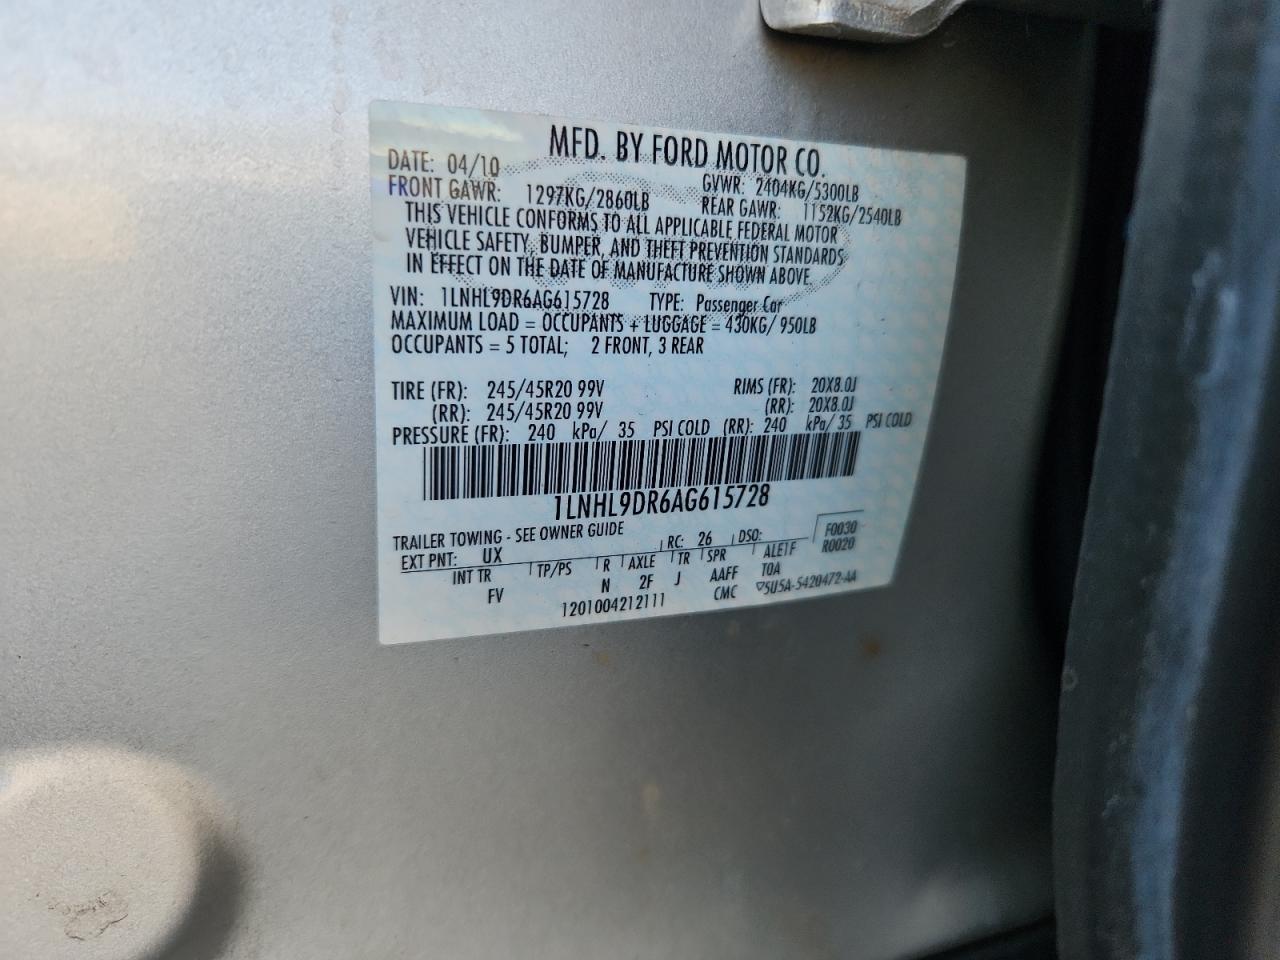 MFD. BY FORD MOTOR CO.
DATE: 04/10 GVWR: 2404KG/5300LB
FRONT GAWR: 1297KG/2860LB REAR GAWR: 1152KG/2540LB
THIS VEHICLE CONFORMS TO ALL APPLICABLE FEDERAL MOTOR
VEHICLE SAFETY, BUMPER, AND THEFT PREVENTION STANDARDS
IN EFFECT ON THE DATE OF MANUFACTURE SHOWN ABOVE.
VIN: 1LNHL9DR6AG615728 TYPE: Passenger Car
MAXIMUM LOAD = OCCUPANTS + LUGGAGE = 430KG/ 950LB
OCCUPANTS = 5 TOTAL; 2 FRONT, 3 REAR
TIRE (FR): 245/45R20 99V RIMS (FR): 20X8.0J
(RR): 245/45R20 99V (RR): 20X8.0J
PRESSURE (FR): 240 kPa/ 35 PSI COLD (RR): 240 kPa/ 35 PSI COLD
1LNHL9DR6AG615728
TRAILER TOWING - SEE OWNER GUIDE
EXT PNT: UX RC: 26 DSO: F0030
R0020
INT TR TP/PS R AXLE TR SPR ALE1F
FV N 2F J AAFF TOA
1201004212111 CMC ▽5U5A-5420472-AA